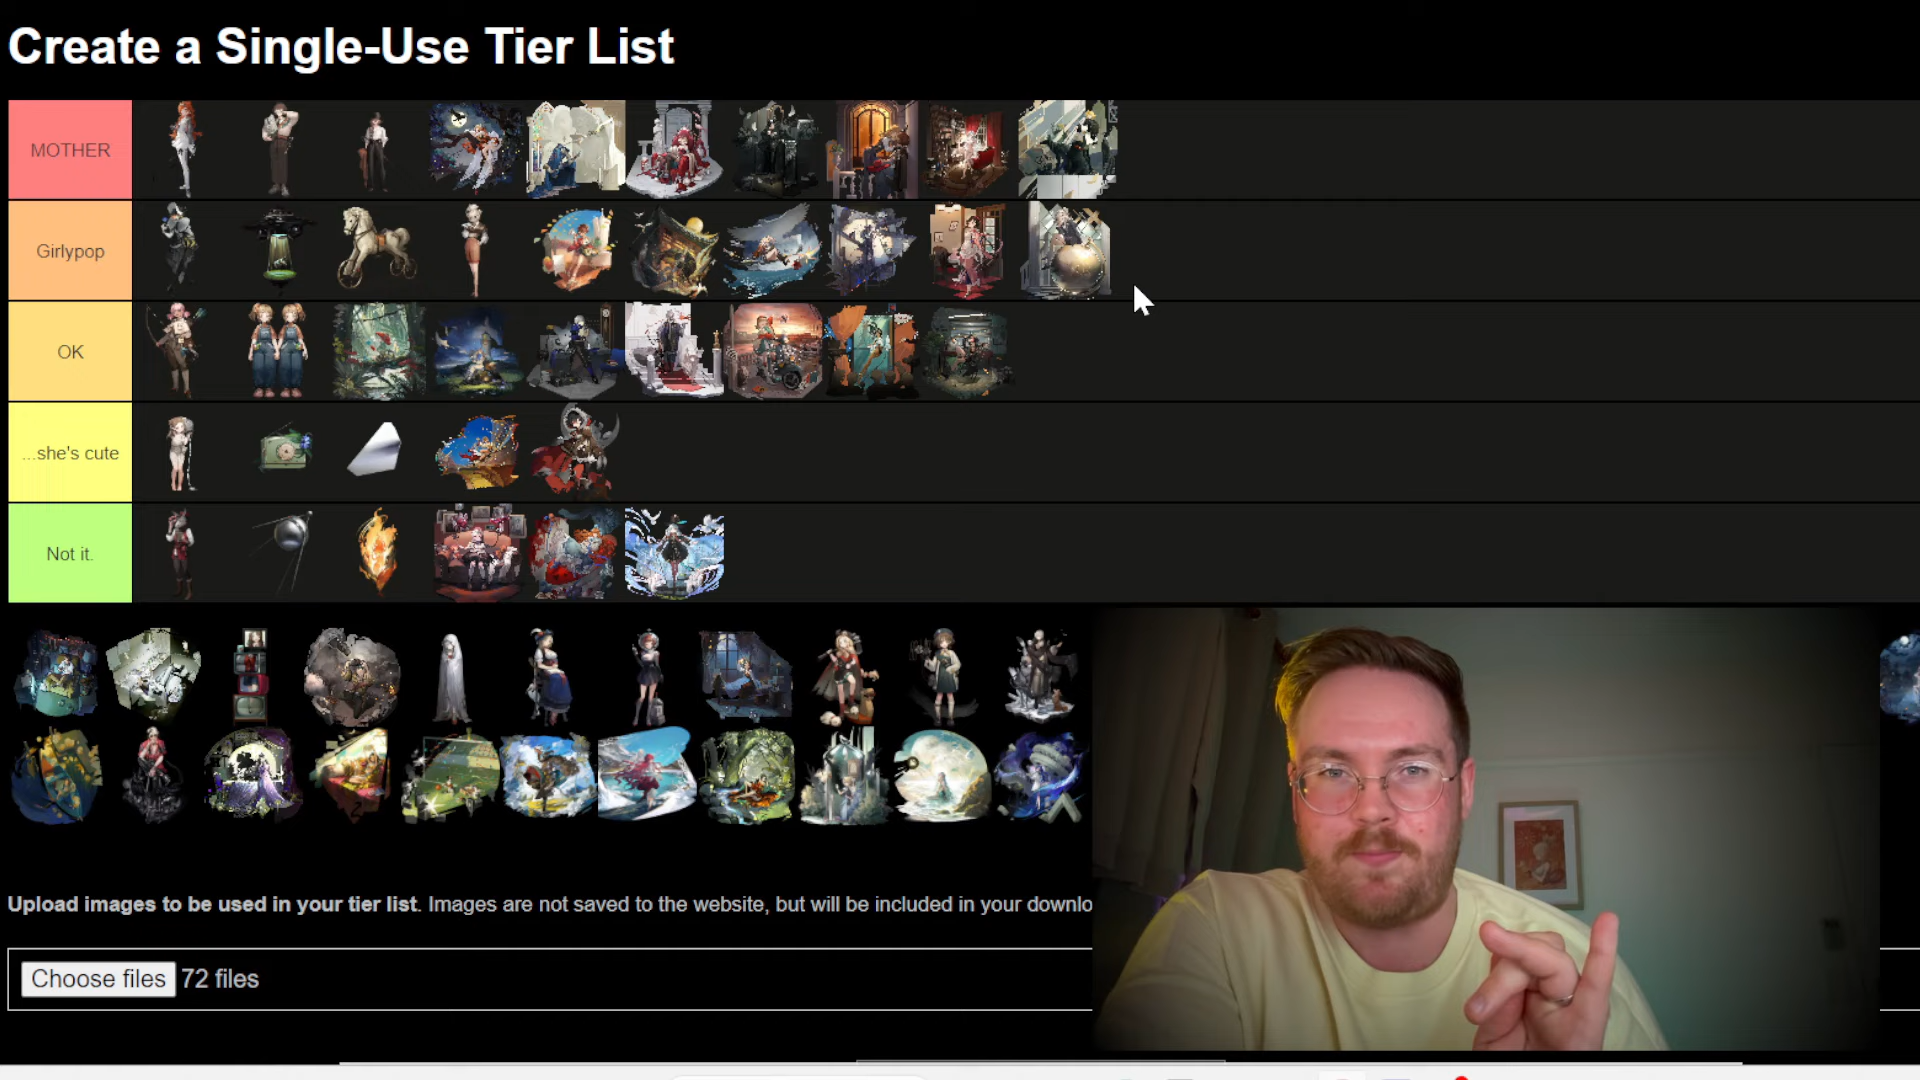 Create a Single-Use Tier List
MOTHER
Girlypop
OK
...she's cute
Not it.
Upload images to be used in your tier list. Images are not saved to the website, but will be included in your downlo
Choose files 72 files